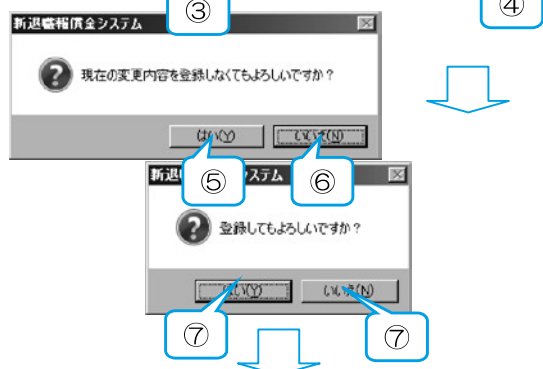 ③
④
新退職報償金システム
現在の変更内容を登録しなくてもよろしいですか？
はい(Y)
いいえ(N)
⑤
⑥
新退 システム
登録してもよろしいですか？
はい(Y)
いいえ(N)
⑦
⑦